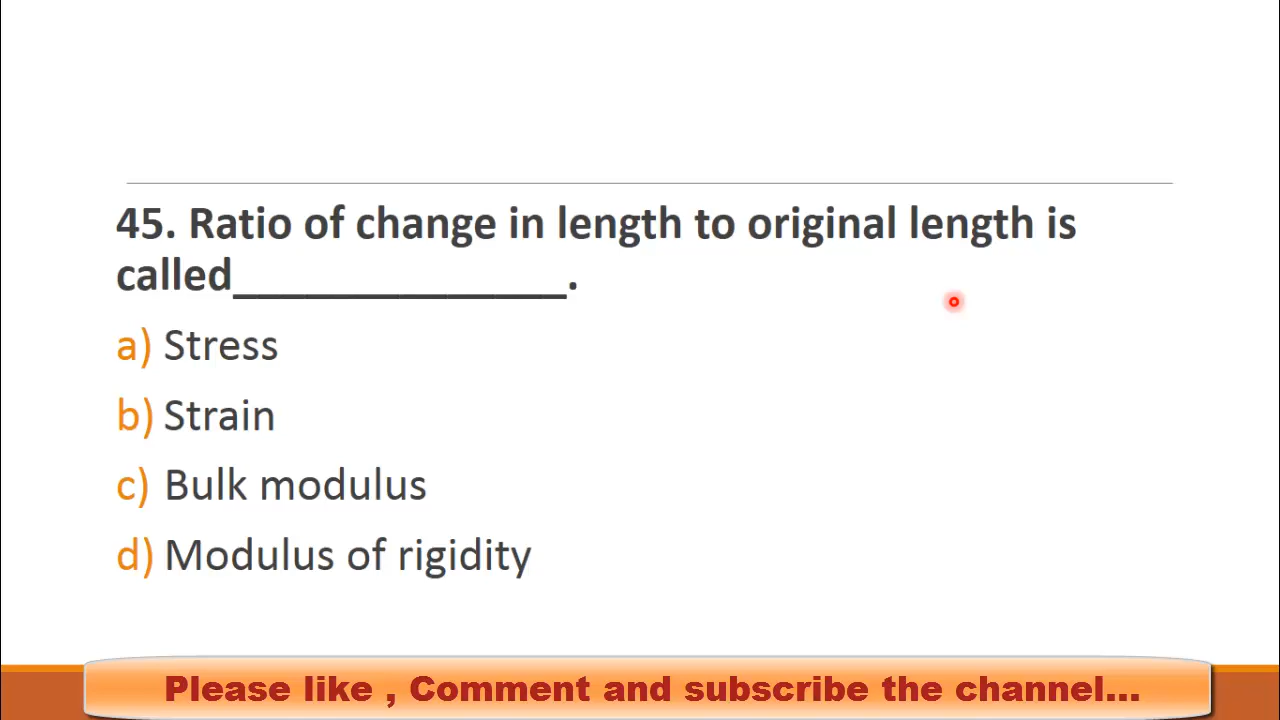 45. Ratio of change in length to original length is
called______________.
a) Stress
b) Strain
c) Bulk modulus
d) Modulus of rigidity
Please like , Comment and subscribe the channel...